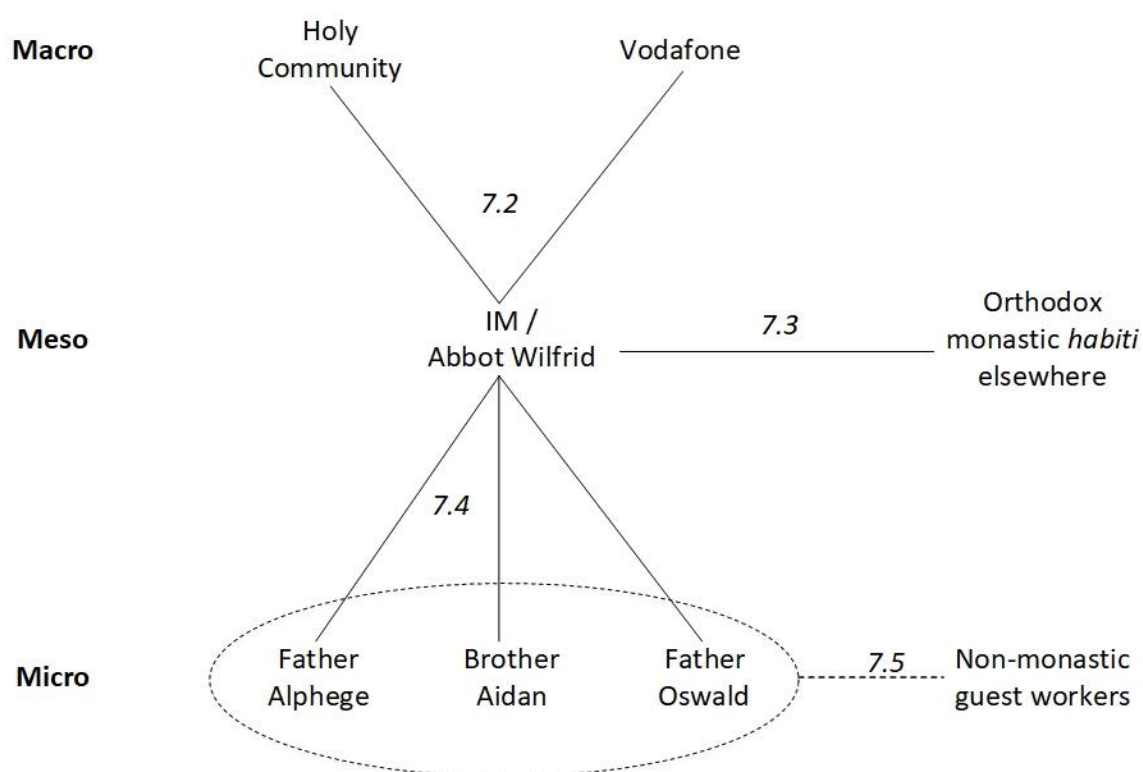 Macro
Holy
Community
Vodafone
7.2
Meso
IM /
Abbot Wilfrid
7.3
Orthodox
monastic habiti
elsewhere
7.4
Micro
Father
Alphege
Brother
Aidan
Father
Oswald
7.5
Non-monastic
guest workers